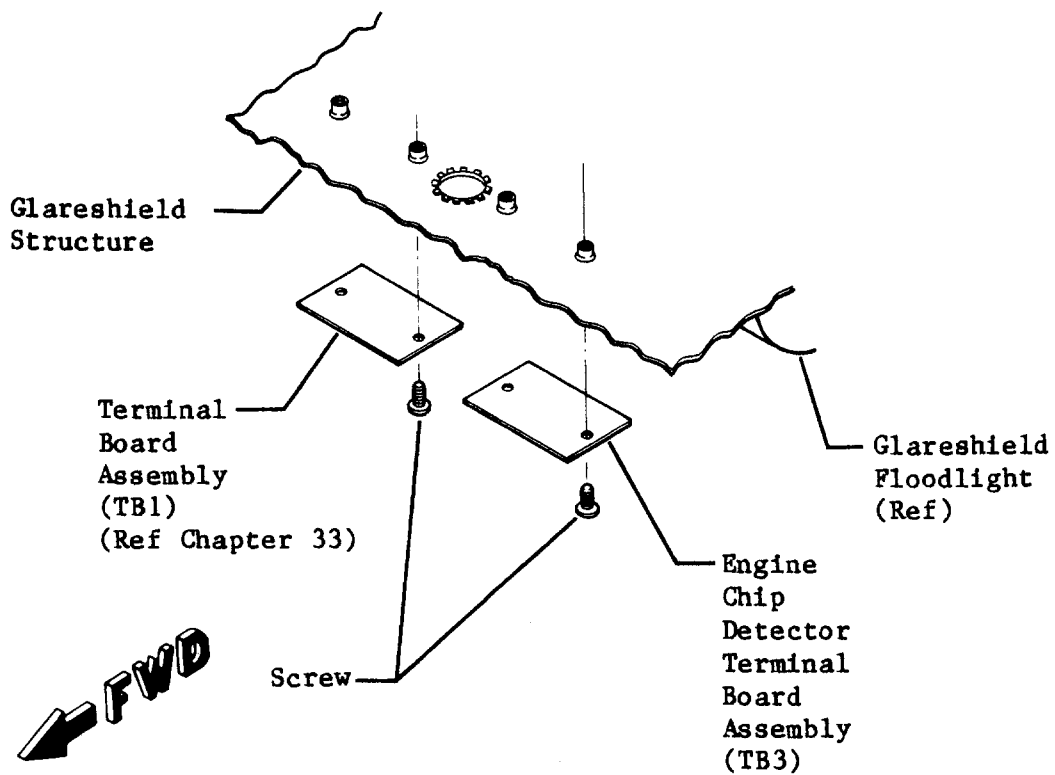 Glareshield
Structure
Terminal
Board
Assembly
(TB1)
(Ref Chapter 33)
Glareshield
Floodlight
(Ref)
Engine
Chip
Detector
Terminal
Board
Assembly
(TB3)
Screw
FWD